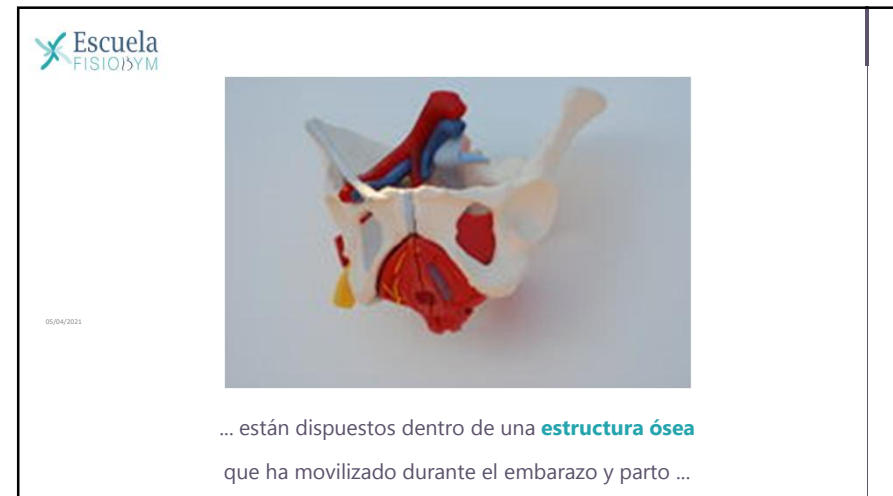 Escuela
FISIOBYM
05/04/2021
... están dispuestos dentro de una estructura ósea
que ha movilizado durante el embarazo y parto ...